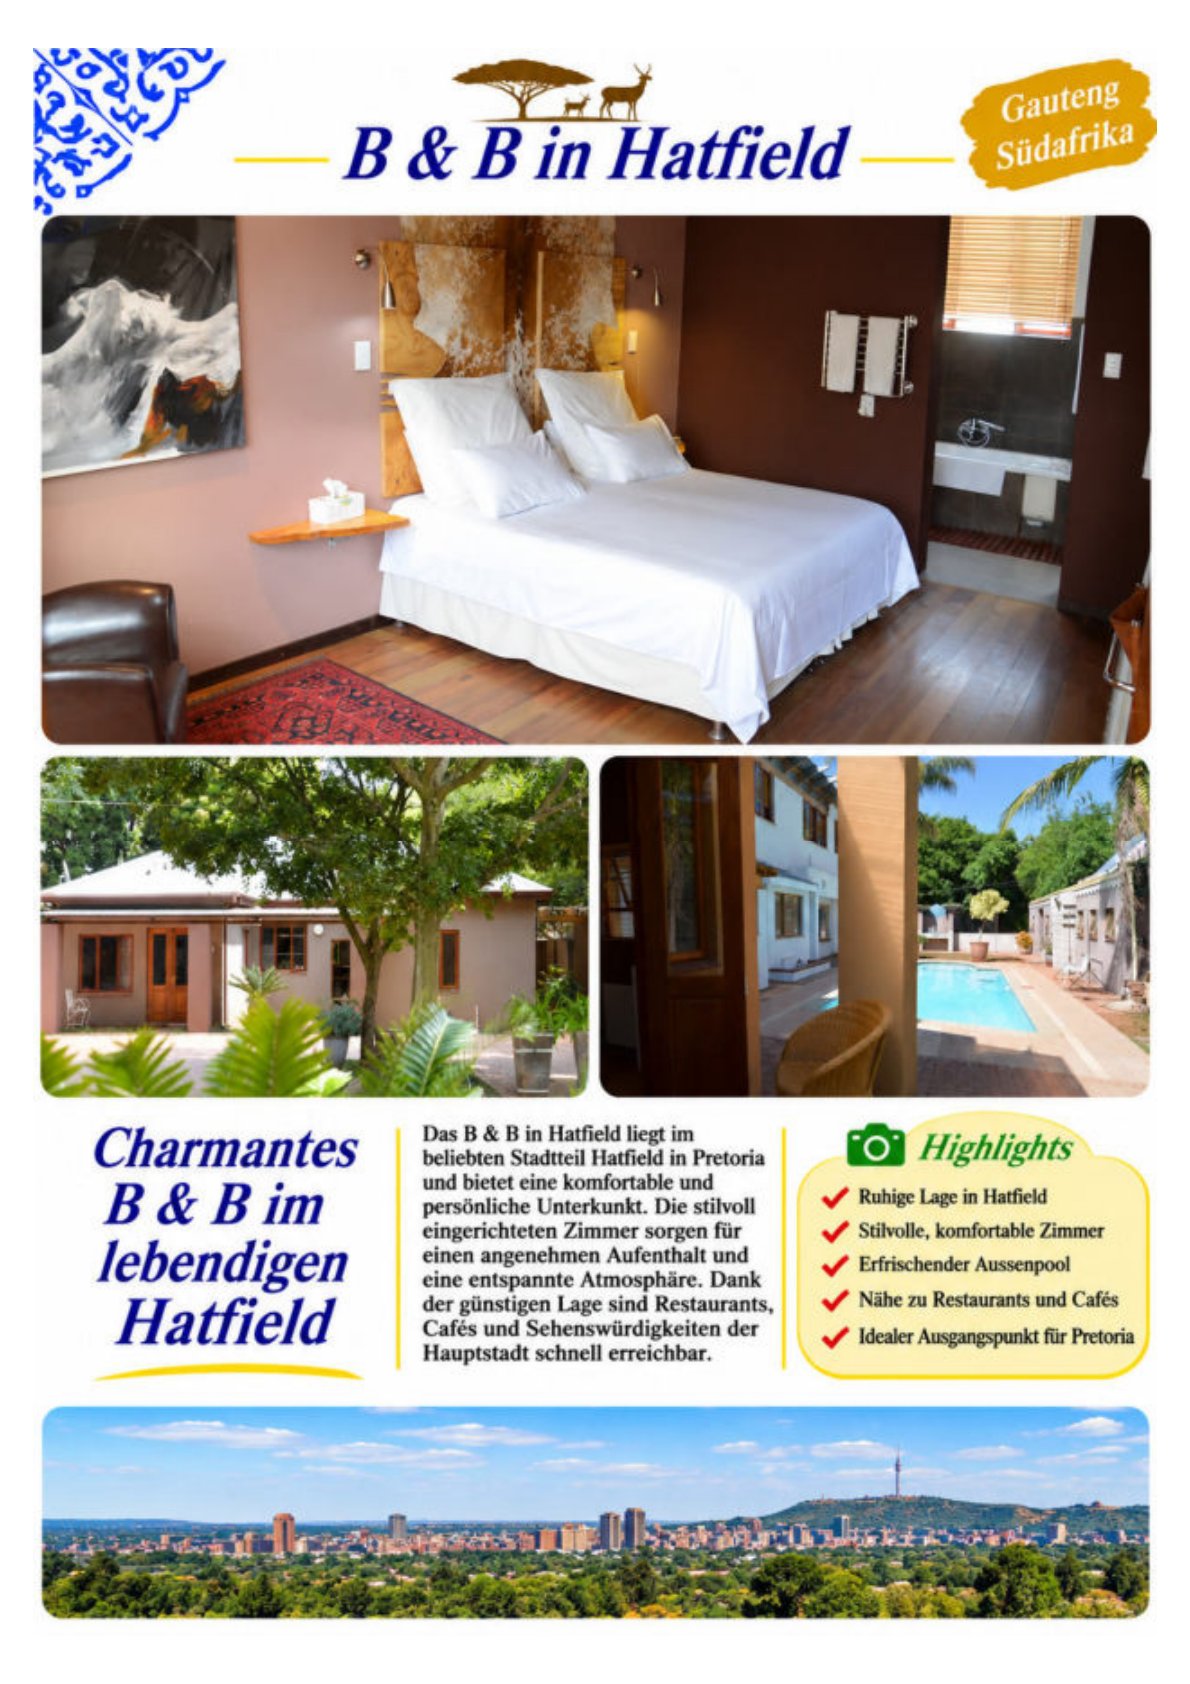 B & B in Hatfield
Gauteng
Südafrika
Charmantes
B & B im
lebendigen
Hatfield
Das B & B in Hatfield liegt im
beliebten Stadtteil Hatfield in Pretoria
und bietet eine komfortable und
persönliche Unterkunkt. Die stilvoll
eingerichteten Zimmer sorgen für
einen angenehmen Aufenthalt und
eine entspannte Atmosphäre. Dank
der günstigen Lage sind Restaurants,
Cafés und Sehenswürdigkeiten der
Hauptstadt schnell erreichbar.
Highlights
Ruhige Lage in Hatfield
Stilvolle, komfortable Zimmer
Erfrischender Aussenpool
Nähe zu Restaurants und Cafés
Idealer Ausgangspunkt für Pretoria